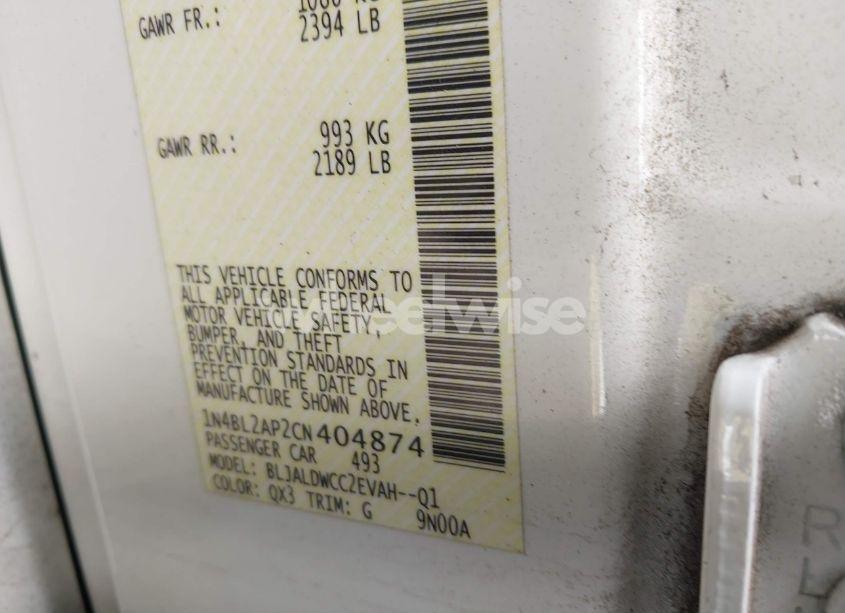 GAWR FR.: 1086 KG
2394 LB
GAWR RR.: 993 KG
2189 LB
THIS VEHICLE CONFORMS TO
ALL APPLICABLE FEDERAL
MOTOR VEHICLE SAFETY,
BUMPER, AND THEFT
PREVENTION STANDARDS IN
EFFECT ON THE DATE OF
MANUFACTURE SHOWN ABOVE.
1N4BL2AP2CN404874
PASSENGER CAR 493
MODEL: BLJALDWCC2EVAH--Q1
COLOR: QX3 TRIM: G 9N00A
R
L